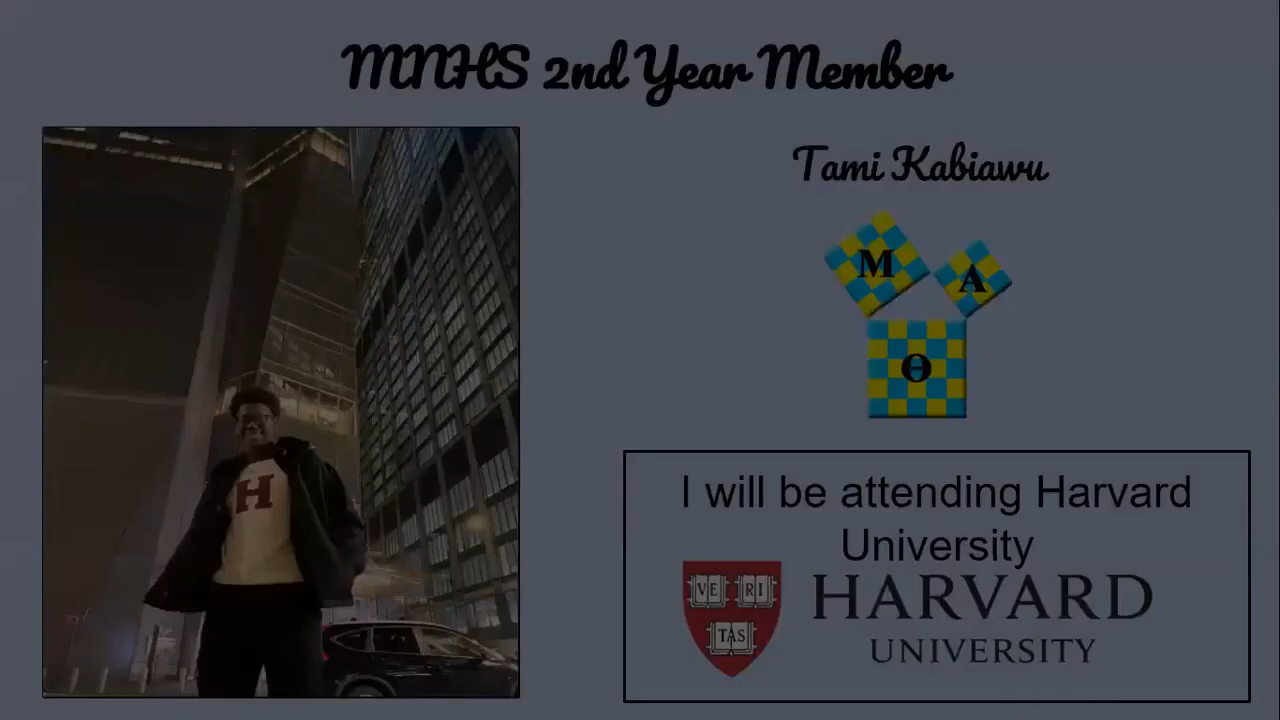 MNHS 2nd Year Member
Tami Kabiawu
M
A
Θ
H
I will be attending Harvard
University
VE RI
TAS
HARVARD
UNIVERSITY